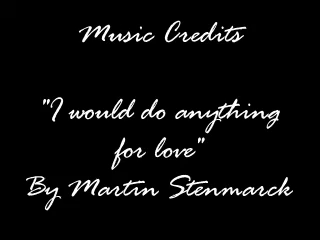 Music Credits
"I would do anything
for love"
By Martin Stenmarck